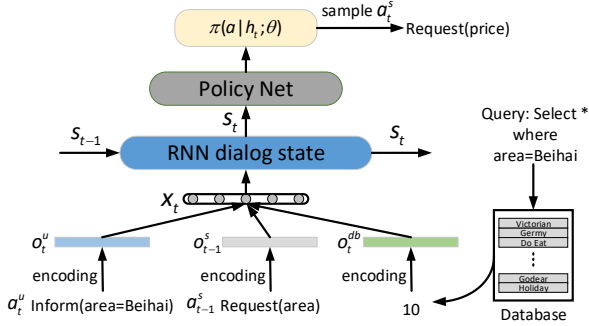 sample a_t^s
π(a|h_t;θ)
Request(price)
Policy Net
s_t
Query: Select *
where
area=Beihai
s_{t-1}
s_t
RNN dialog state
x_t
o_t^u
o_{t-1}^s
o_t^{db}
Victorian
Germy
Do Eat
Godear
Holiday
encoding
encoding
encoding
a_t^u Inform(area=Beihai)
a_{t-1}^s Request(area)
10
Database